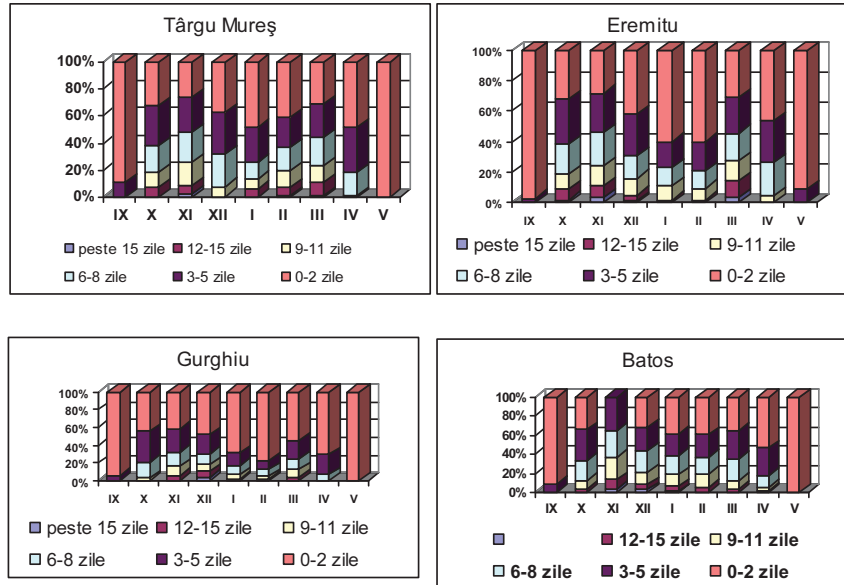 Târgu Mureş
100%
80%
60%
40%
20%
0%
IX X XI XII I II III IV V
peste 15 zile 12-15 zile 9-11 zile
6-8 zile 3-5 zile 0-2 zile
Eremitu
100%
80%
60%
40%
20%
0%
IX X XI XII I II III IV V
peste 15 zile 12-15 zile 9-11 zile
6-8 zile 3-5 zile 0-2 zile
Gurghiu
100%
80%
60%
40%
20%
0%
IX X XI XII I II III IV V
peste 15 zile 12-15 zile 9-11 zile
6-8 zile 3-5 zile 0-2 zile
Batos
100%
80%
60%
40%
20%
0%
IX X XI XII I II III IV V
12-15 zile 9-11 zile
6-8 zile 3-5 zile 0-2 zile